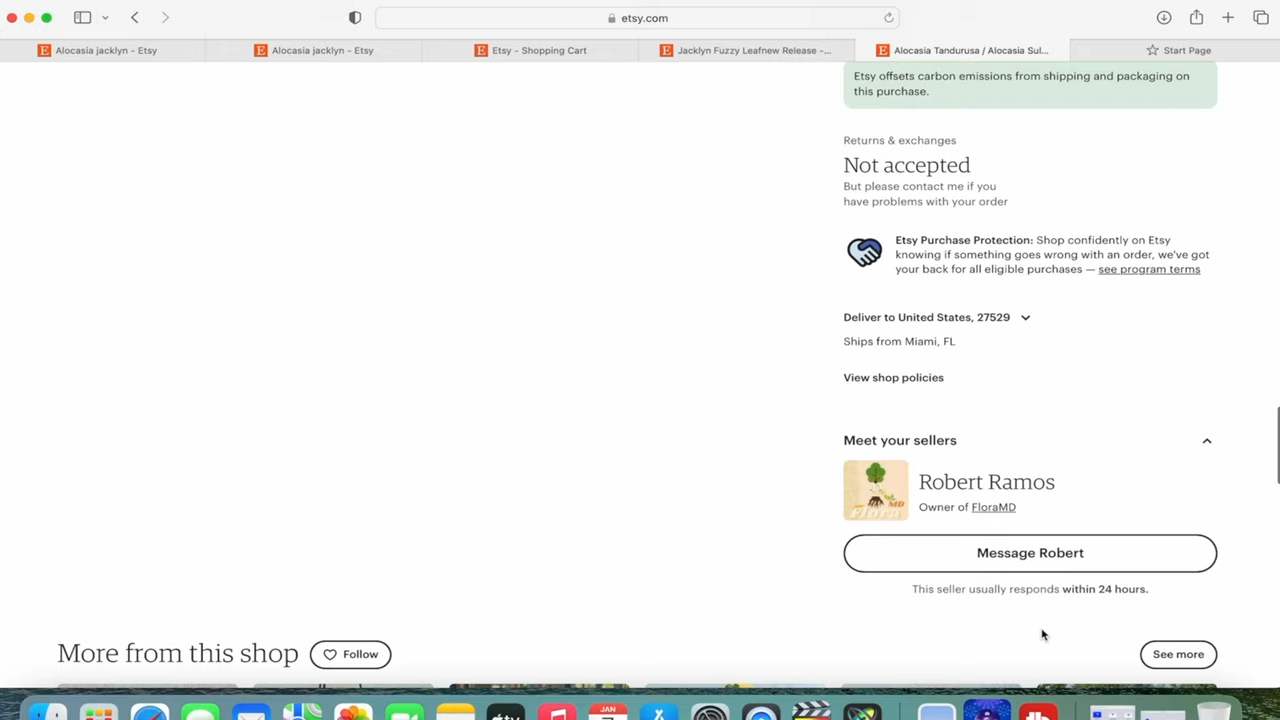 etsy.com
Alocasia jacklyn - Etsy
Alocasia jacklyn - Etsy
Etsy - Shopping Cart
Jacklyn Fuzzy Leafnew Release -...
Alocasia Tandurusa / Alocasia Sul...
Start Page
Etsy offsets carbon emissions from shipping and packaging on
this purchase.
Returns & exchanges
Not accepted
But please contact me if you
have problems with your order
Etsy Purchase Protection: Shop confidently on Etsy
knowing if something goes wrong with an order, we've got
your back for all eligible purchases — see program terms
Deliver to United States, 27529
Ships from Miami, FL
View shop policies
Meet your sellers
Robert Ramos
Owner of FloraMD
Message Robert
This seller usually responds within 24 hours.
More from this shop
Follow
See more
JAN